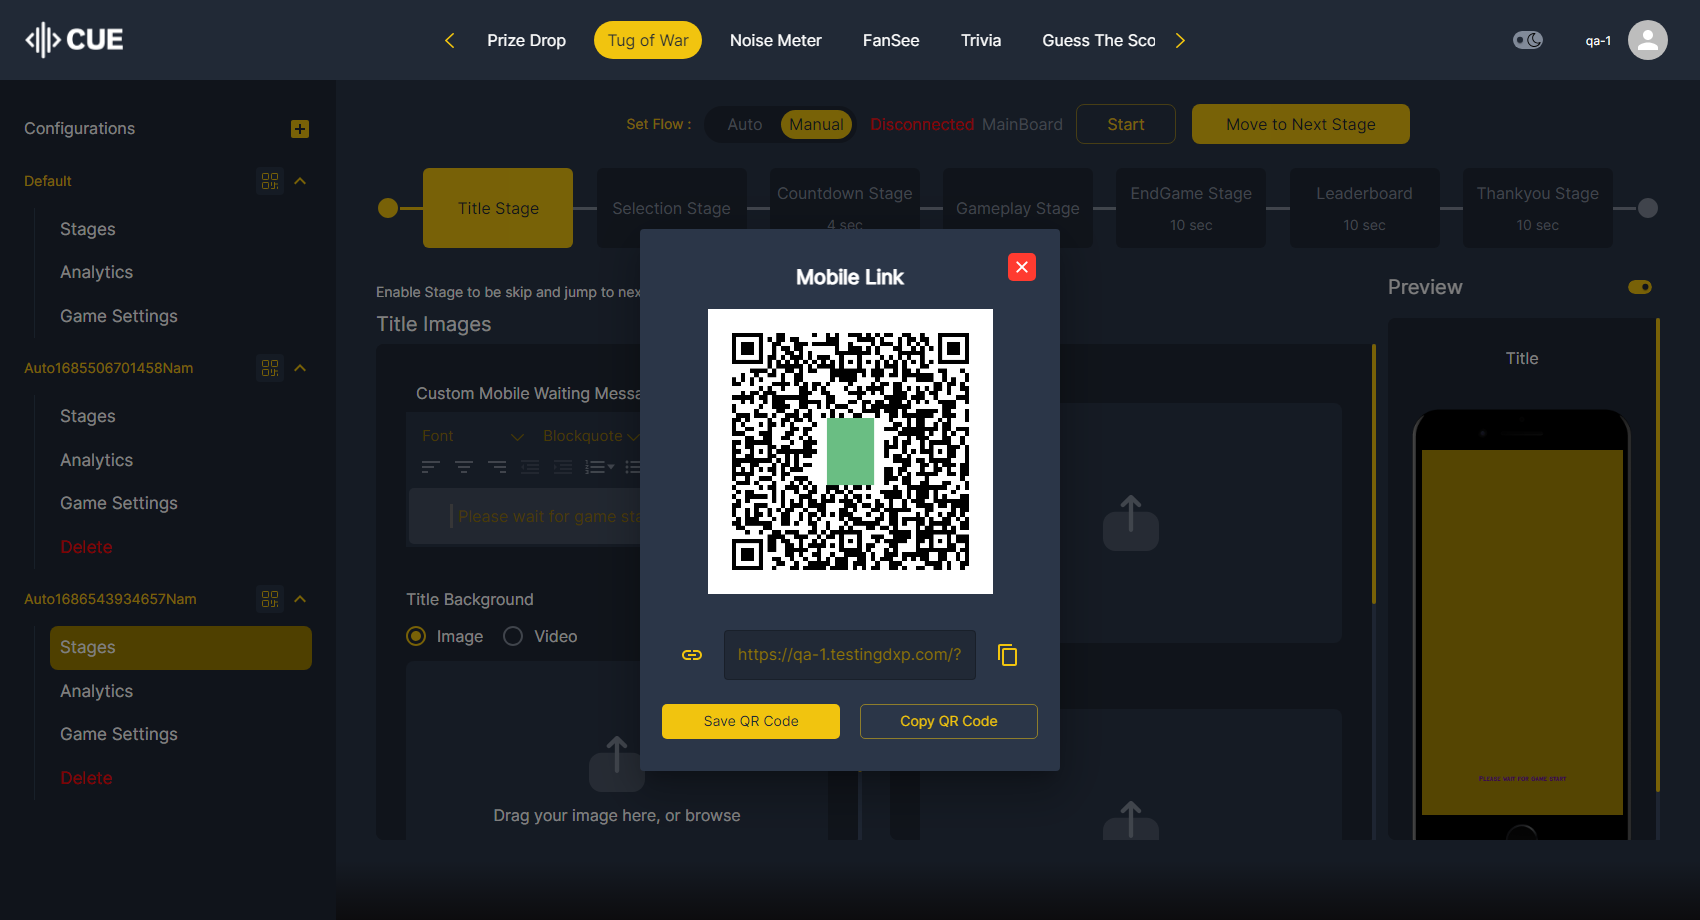 CUE
Prize Drop
Tug of War
Noise Meter
FanSee
Trivia
Guess The Sco
qa-1
Configurations
Default
Stages
Analytics
Game Settings
Auto1685506701458Nam
Stages
Analytics
Game Settings
Delete
Auto1686543934657Nam
Stages
Analytics
Game Settings
Delete
Set Flow :
Auto
Manual
Disconnected MainBoard
Start
Move to Next Stage
Title Stage
Selection Stage
Countdown Stage
4 sec
Gameplay Stage
EndGame Stage
10 sec
Leaderboard
10 sec
Thankyou Stage
10 sec
Enable Stage to be skip and jump to nex
Title Images
Custom Mobile Waiting Messa
Font
Blockquote
Please wait for game sta
Title Background
Image
Video
Drag your image here, or browse
Mobile Link
https://qa-1.testingdxp.com/?
Save QR Code
Copy QR Code
Preview
Title
Please wait for game start